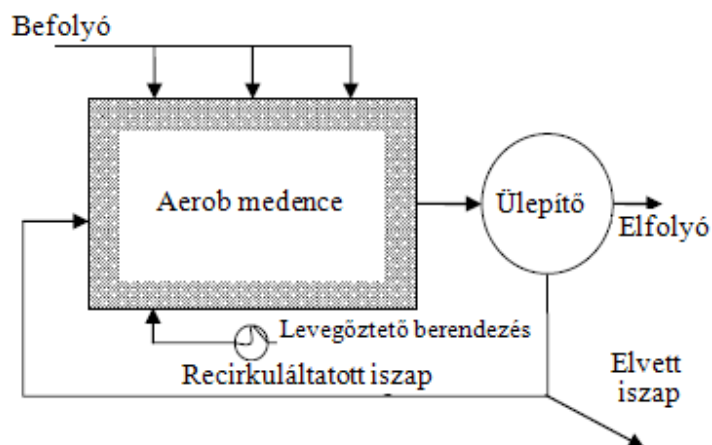 Befolyó
Aerob medence
Ülepítő
Elfolyó
Levegőztető berendezés
Recirkuláltatott iszap
Elvett
iszap